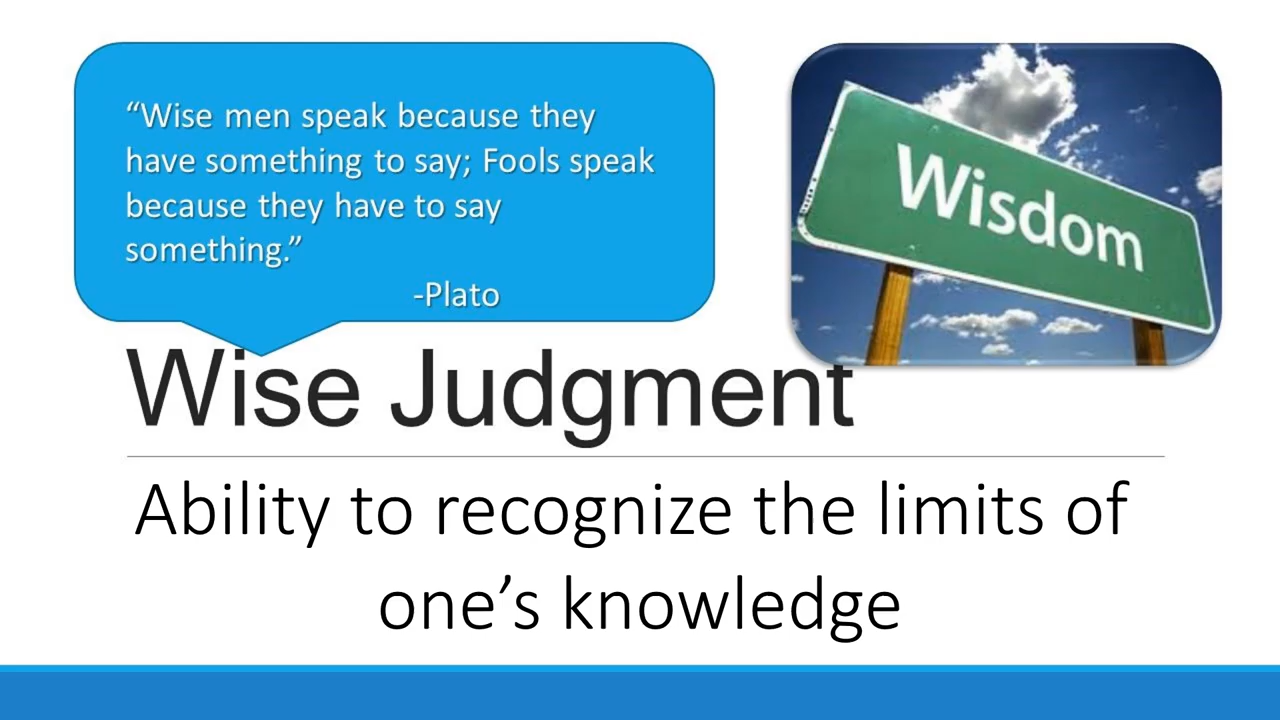 “Wise men speak because they
have something to say; Fools speak
because they have to say
something.”
-Plato
Wisdom
Wise Judgment
Ability to recognize the limits of
one’s knowledge